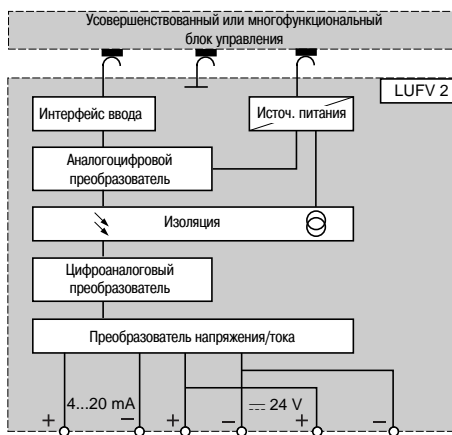 Усовершенствованный или многофункциональный
блок управления
LUFV 2
Интерфейс ввода
Источ. питания
Аналогоцифровой
преобразователь
Изоляция
Цифроаналоговый
преобразователь
Преобразователь напряжения/тока
4...20 mA
24 V
+ – + – + –